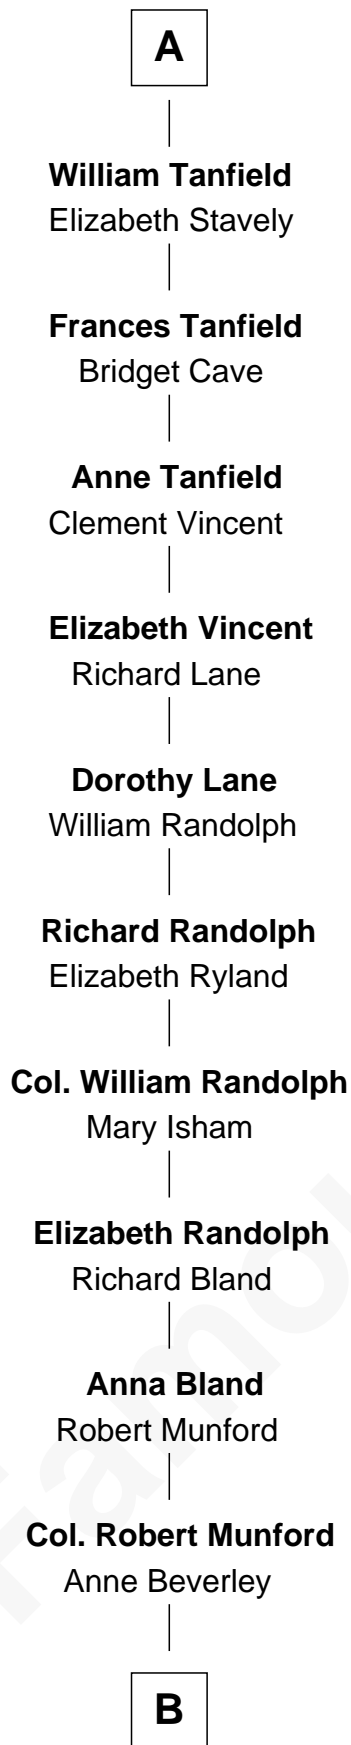 A
William Tanfield
Elizabeth Stavely
Frances Tanfield
Bridget Cave
Anne Tanfield
Clement Vincent
Elizabeth Vincent
Richard Lane
Dorothy Lane
William Randolph
Richard Randolph
Elizabeth Ryland
Col. William Randolph
Mary Isham
Elizabeth Randolph
Richard Bland
Anna Bland
Robert Munford
Col. Robert Munford
Anne Beverley
B
Famou